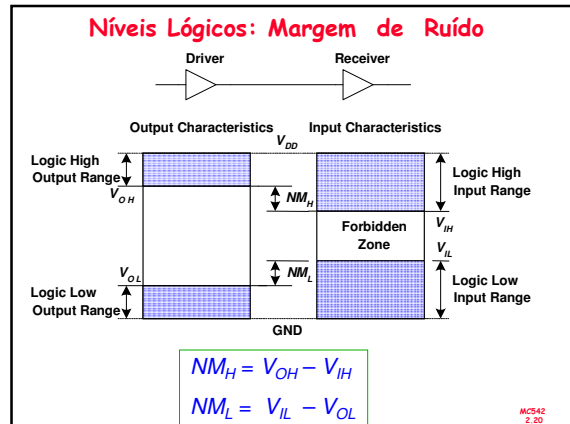 Níveis Lógicos: Margem de Ruído
Driver
Receiver
Output Characteristics
Input Characteristics
V_DD
Logic High
Output Range
V_OH
NM_H
Logic High
Input Range
V_IH
Forbidden
Zone
V_IL
V_OL
NM_L
Logic Low
Output Range
Logic Low
Input Range
GND
NM_H = V_OH – V_IH
NM_L = V_IL – V_OL
MC542
2.20